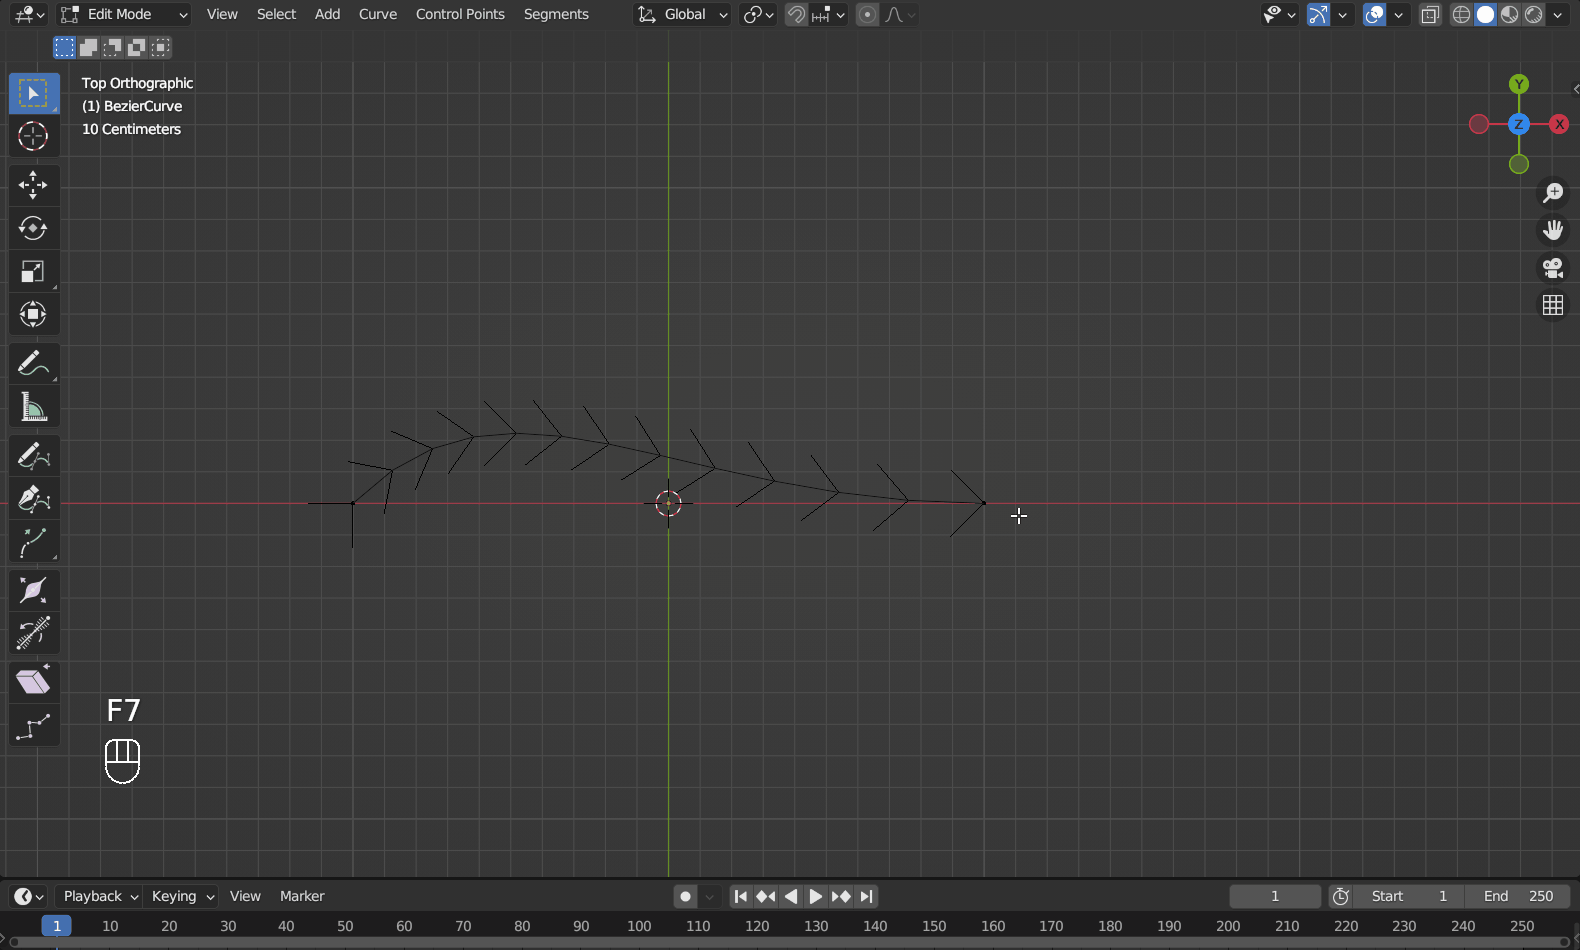 Edit Mode View Select Add Curve Control Points Segments Global
Top Orthographic
(1) BezierCurve
10 Centimeters
Y
Z
X
F7
Playback Keying View Marker 1 Start 1 End 250
1 10 20 30 40 50 60 70 80 90 100 110 120 130 140 150 160 170 180 190 200 210 220 230 240 250